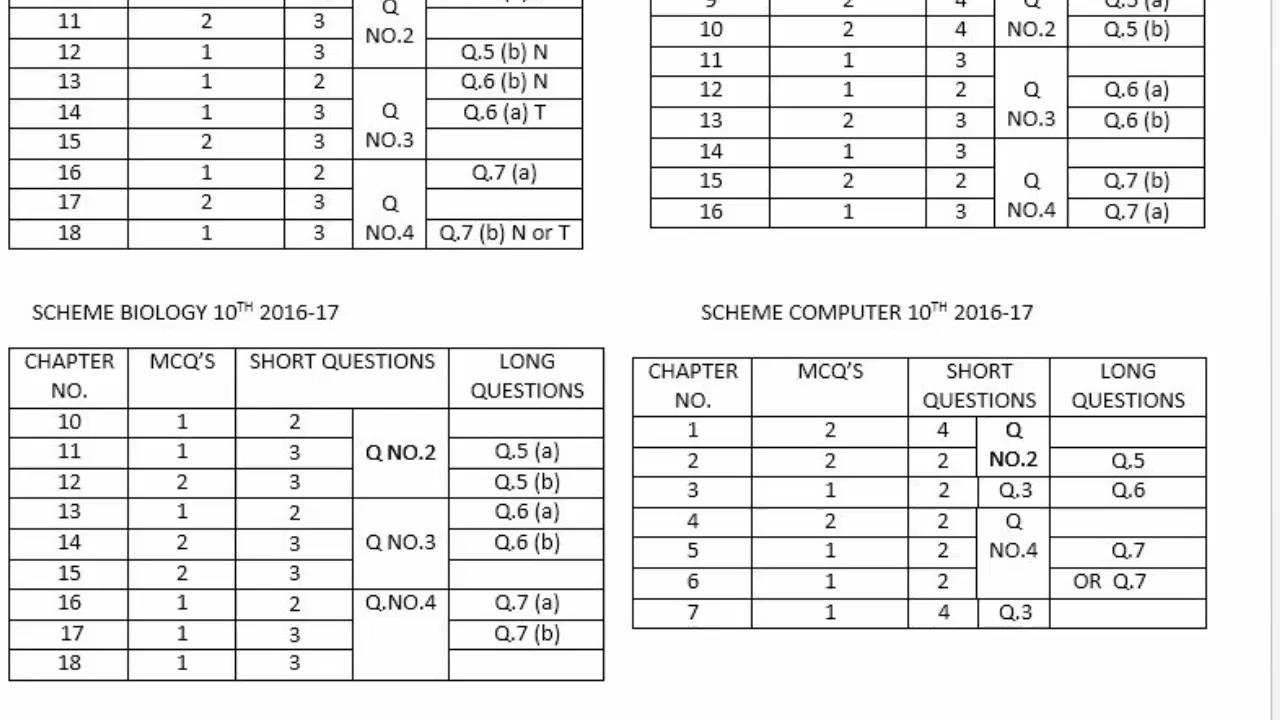 Q
11 2 3 NO.2
12 1 3 Q.5 (b) N
13 1 2 Q.6 (b) N
14 1 3 Q Q.6 (a) T
15 2 3 NO.3
16 1 2 Q.7 (a)
17 2 3 Q
18 1 3 NO.4 Q.7 (b) N or T
9 2 4 Q Q.5 (a)
10 2 4 NO.2 Q.5 (b)
11 1 3
12 1 2 Q Q.6 (a)
13 2 3 NO.3 Q.6 (b)
14 1 3
15 2 2 Q Q.7 (b)
16 1 3 NO.4 Q.7 (a)
SCHEME BIOLOGY 10TH 2016-17
CHAPTER MCQ'S SHORT QUESTIONS LONG
NO. QUESTIONS
10 1 2
11 1 3 Q NO.2 Q.5 (a)
12 2 3 Q.5 (b)
13 1 2 Q.6 (a)
14 2 3 Q NO.3 Q.6 (b)
15 2 3
16 1 2 Q.NO.4 Q.7 (a)
17 1 3 Q.7 (b)
18 1 3
SCHEME COMPUTER 10TH 2016-17
CHAPTER MCQ'S SHORT LONG
NO. QUESTIONS QUESTIONS
1 2 4 Q
2 2 2 NO.2 Q.5
3 1 2 Q.3 Q.6
4 2 2 Q
5 1 2 NO.4 Q.7
6 1 2 OR Q.7
7 1 4 Q.3